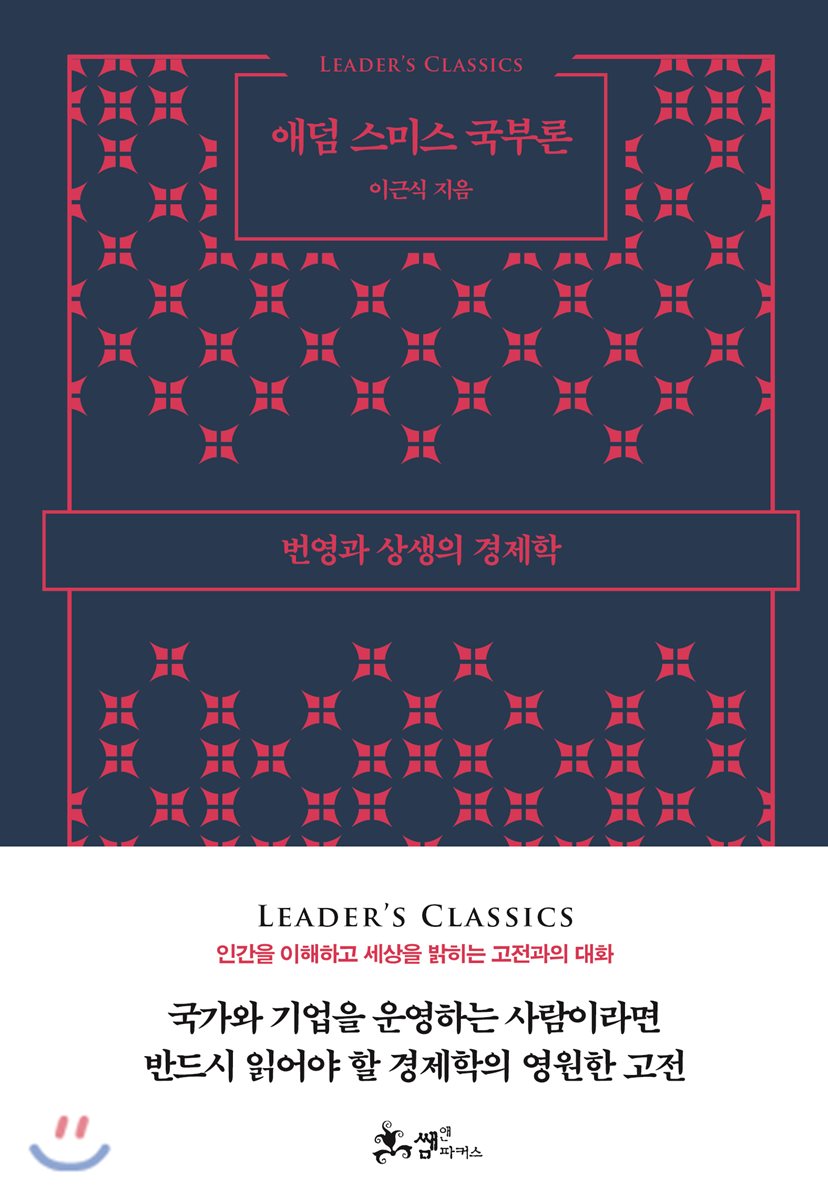 LEADER'S CLASSICS
애덤 스미스 국부론
이근식 지음
번영과 상생의 경제학
LEADER'S CLASSICS
인간을 이해하고 세상을 밝히는 고전과의 대화
국가와 기업을 운영하는 사람이라면
반드시 읽어야 할 경제학의 영원한 고전
쌤앤파커스